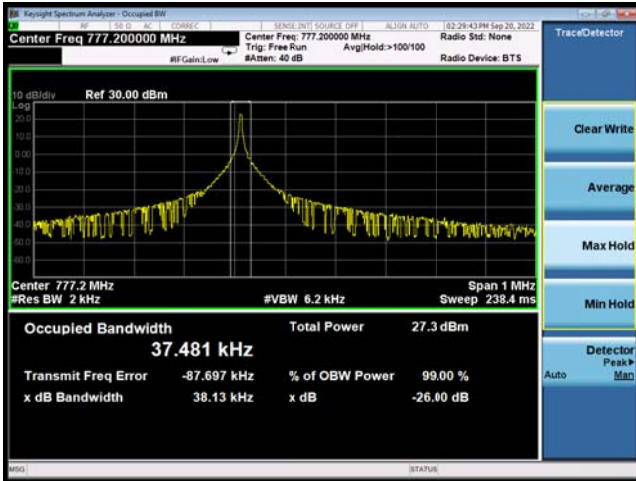 Keysight Spectrum Analyzer - Occupied BW
RF 50 Ω AC CORREC SENSE:INT SOURCE OFF ALIGN AUTO 02:29:43 PM Sep 20, 2022
Center Freq 777.200000 MHz
Center Freq: 777.200000 MHz
Radio Std: None
Trig: Free Run Avg|Hold:>100/100
#IFGain:Low
#Atten: 40 dB
Radio Device: BTS
Trace/Detector
10 dB/div Ref 30.00 dBm
Log
20.0
10.0
0.00
-10.0
-20.0
-30.0
-40.0
-50.0
-60.0
Center 777.2 MHz
Span 1 MHz
#Res BW 2 kHz
#VBW 6.2 kHz
Sweep 238.4 ms
Occupied Bandwidth
37.481 kHz
Total Power 27.3 dBm
Transmit Freq Error -87.697 kHz
% of OBW Power 99.00 %
x dB Bandwidth 38.13 kHz
x dB -26.00 dB
Clear Write
Average
Max Hold
Min Hold
Detector
Peak▶
Auto Man
MSG
STATUS